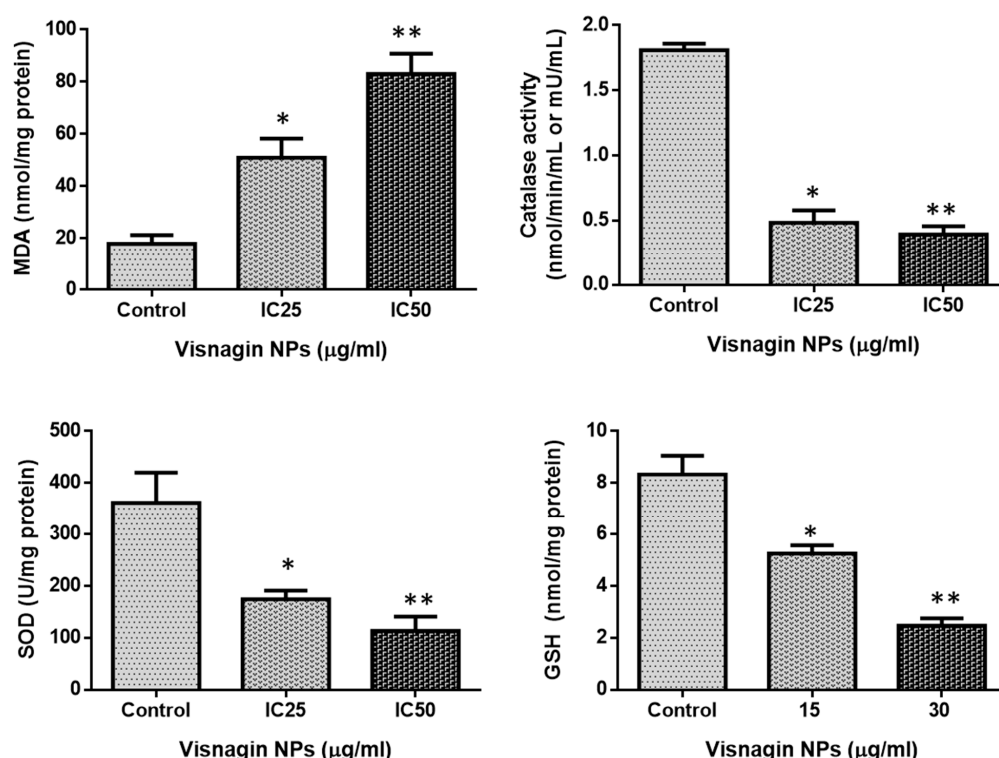 MDA (nmol/mg protein)
100
80
60
40
20
0
*
**
Control IC25 IC50
Visnagin NPs (μg/ml)
Catalase activity
(nmol/min/mL or mU/mL)
2.0
1.5
1.0
0.5
0.0
*
**
Control IC25 IC50
Visnagin NPs (μg/ml)
SOD (U/mg protein)
500
400
300
200
100
0
*
**
Control IC25 IC50
Visnagin NPs (μg/ml)
GSH (nmol/mg protein)
10
8
6
4
2
0
*
**
Control 15 30
Visnagin NPs (μg/ml)